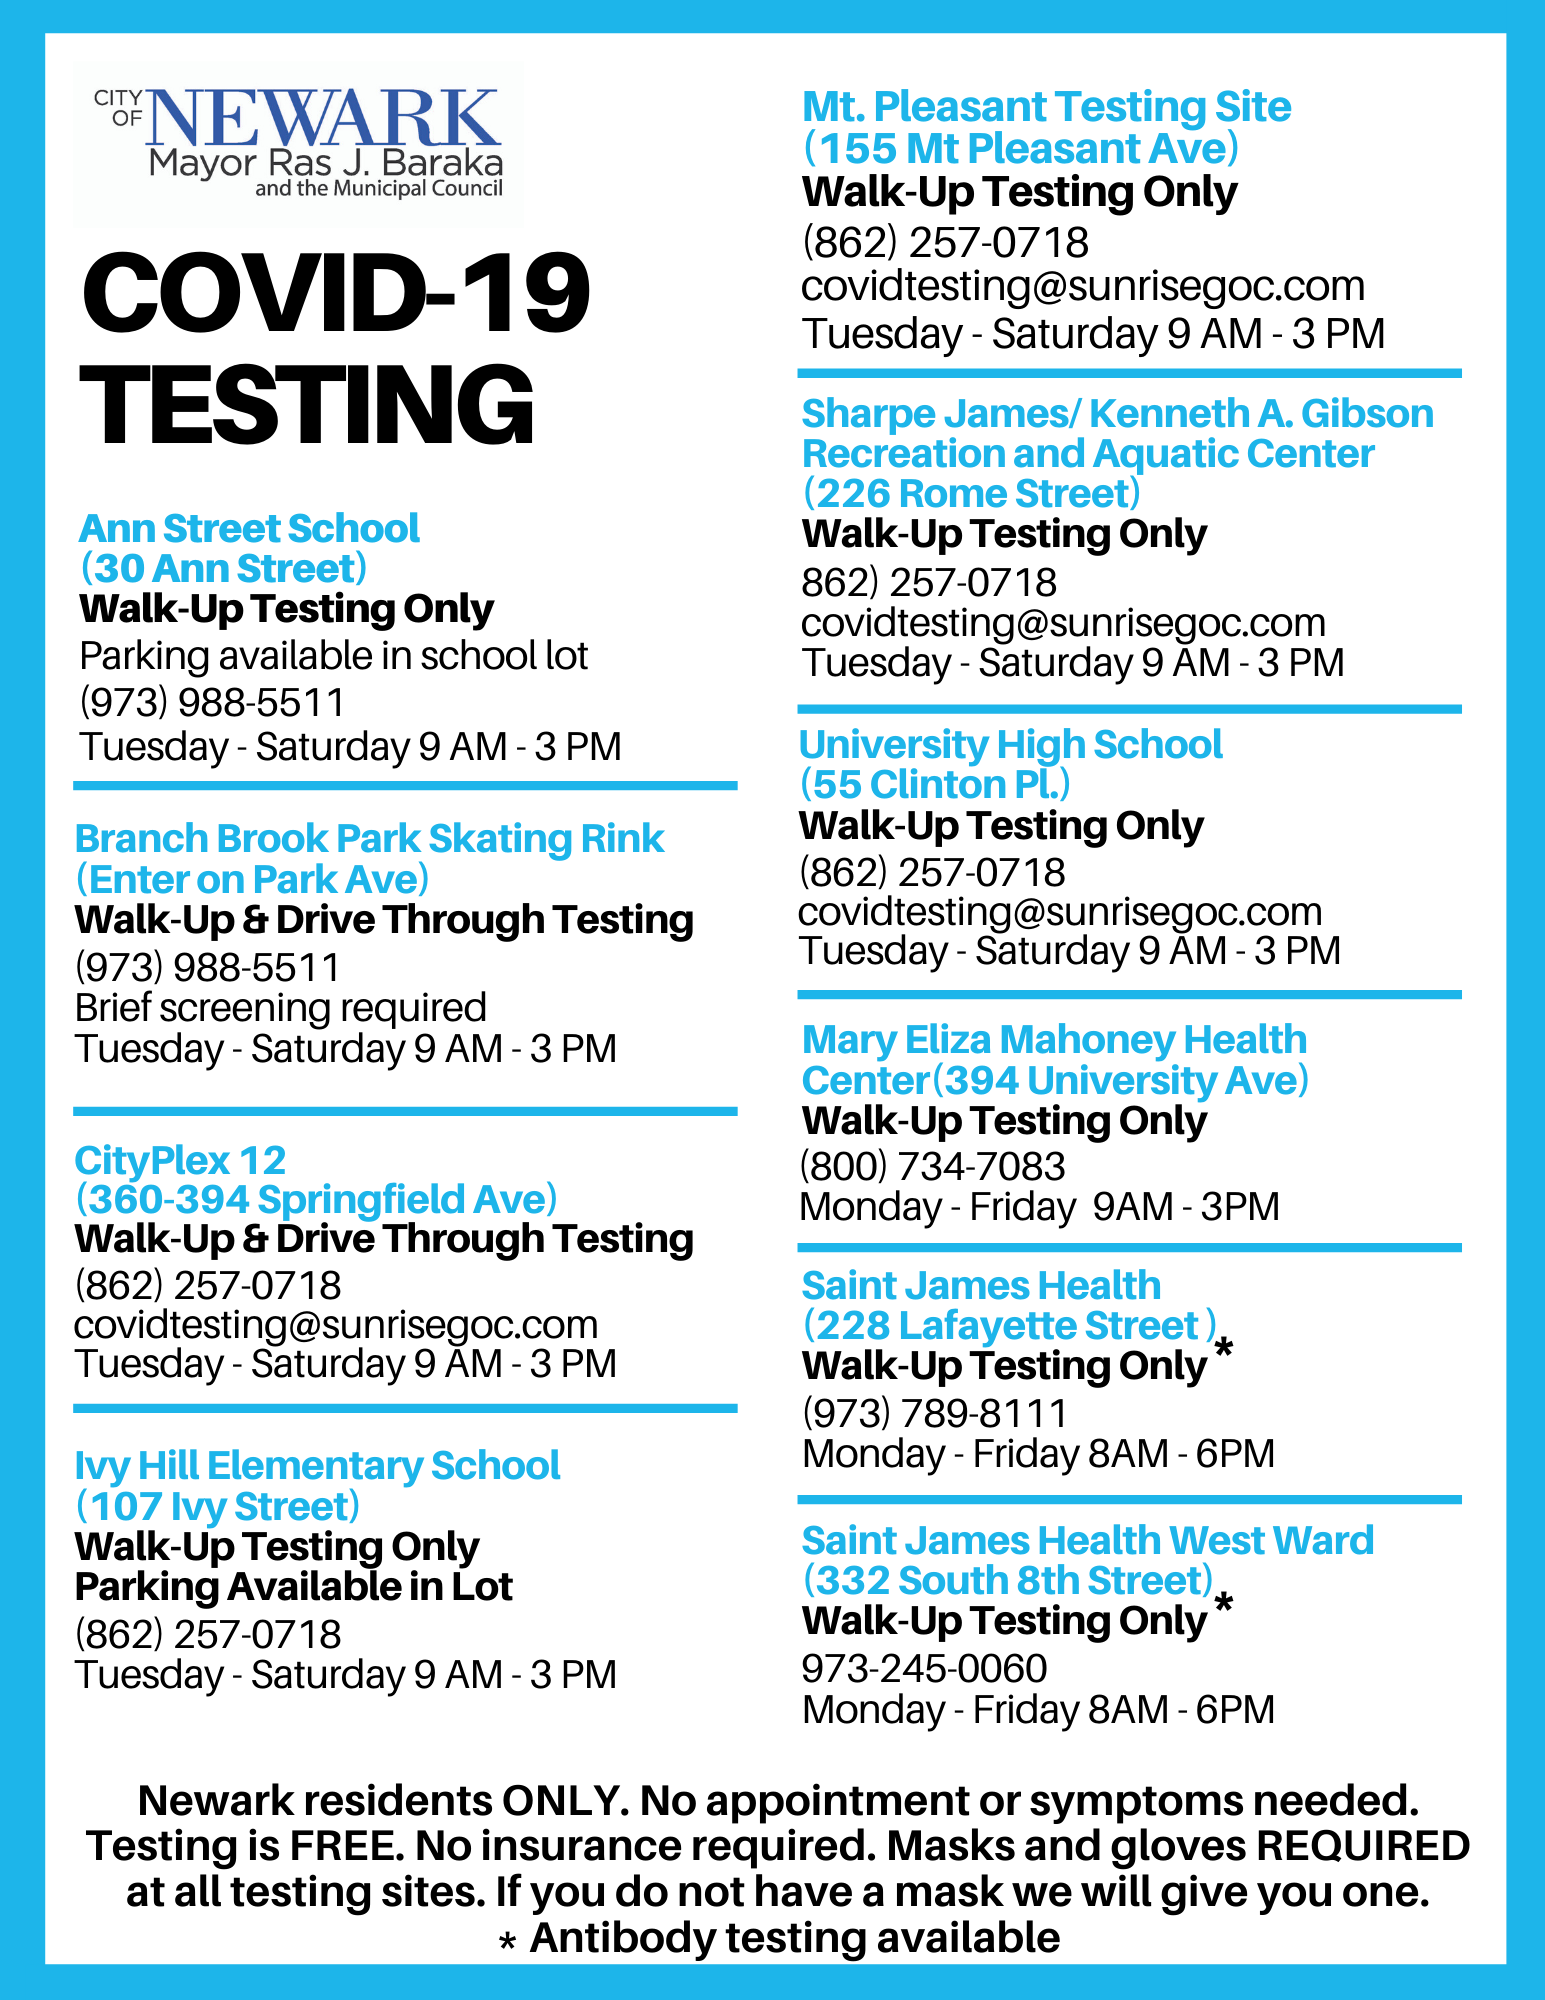 CITY
OF
NEWARK
Mayor Ras J. Baraka
and the Municipal Council
COVID-19
TESTING
Ann Street School
(30 Ann Street)
Walk-Up Testing Only
Parking available in school lot
(973) 988-5511
Tuesday - Saturday 9 AM - 3 PM
Branch Brook Park Skating Rink
(Enter on Park Ave)
Walk-Up & Drive Through Testing
(973) 988-5511
Brief screening required
Tuesday - Saturday 9 AM - 3 PM
CityPlex 12
(360-394 Springfield Ave)
Walk-Up & Drive Through Testing
(862) 257-0718
covidtesting@sunrisegoc.com
Tuesday - Saturday 9 AM - 3 PM
Ivy Hill Elementary School
(107 Ivy Street)
Walk-Up Testing Only
Parking Available in Lot
(862) 257-0718
Tuesday - Saturday 9 AM - 3 PM
Mt. Pleasant Testing Site
(155 Mt Pleasant Ave)
Walk-Up Testing Only
(862) 257-0718
covidtesting@sunrisegoc.com
Tuesday - Saturday 9 AM - 3 PM
Sharpe James/ Kenneth A. Gibson
Recreation and Aquatic Center
(226 Rome Street)
Walk-Up Testing Only
862) 257-0718
covidtesting@sunrisegoc.com
Tuesday - Saturday 9 AM - 3 PM
University High School
(55 Clinton Pl.)
Walk-Up Testing Only
(862) 257-0718
covidtesting@sunrisegoc.com
Tuesday - Saturday 9 AM - 3 PM
Mary Eliza Mahoney Health
Center(394 University Ave)
Walk-Up Testing Only
(800) 734-7083
Monday - Friday  9AM - 3PM
Saint James Health
(228 Lafayette Street )
Walk-Up Testing Only *
(973) 789-8111
Monday - Friday 8AM - 6PM
Saint James Health West Ward
(332 South 8th Street)
Walk-Up Testing Only *
973-245-0060
Monday - Friday 8AM - 6PM
Newark residents ONLY. No appointment or symptoms needed.
Testing is FREE. No insurance required. Masks and gloves REQUIRED
at all testing sites. If you do not have a mask we will give you one.
* Antibody testing available